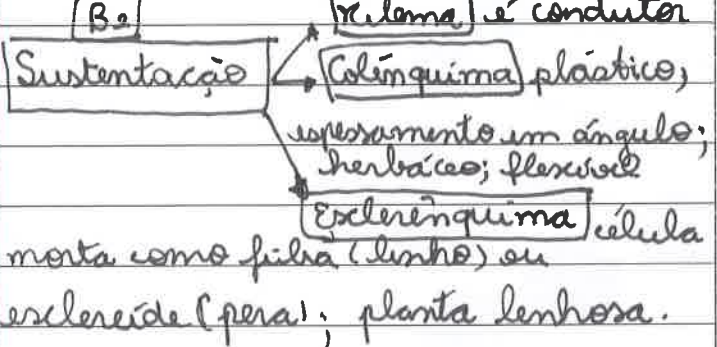 B2
Xilema é condutor
Sustentação Colênquima plástico;
espessamento em ângulo;
herbáceo; flexível
Esclerênquima célula
morta como fibra (linho) ou
esclereíde (pera); planta lenhosa.